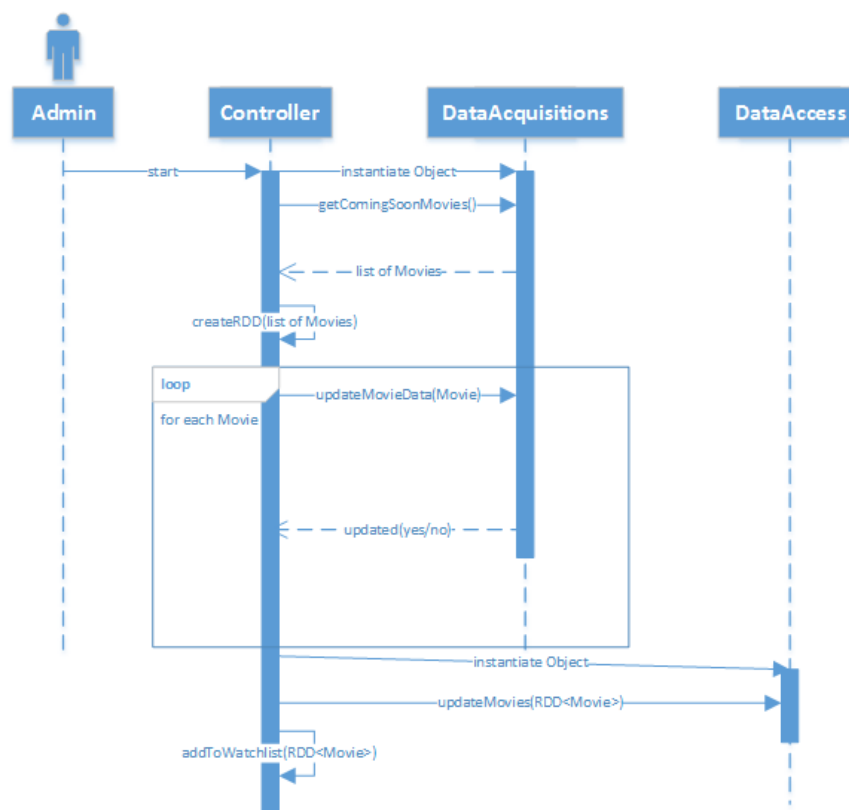 Admin
Controller
DataAcquisitions
DataAccess
start
instantiate Object
getComingSoonMovies()
list of Movies
createRDD(list of Movies)
loop
updateMovieData(Movie)
for each Movie
updated(yes/no)
instantiate Object
updateMovies(RDD<Movie>)
addToWatchlist(RDD<Movie>)